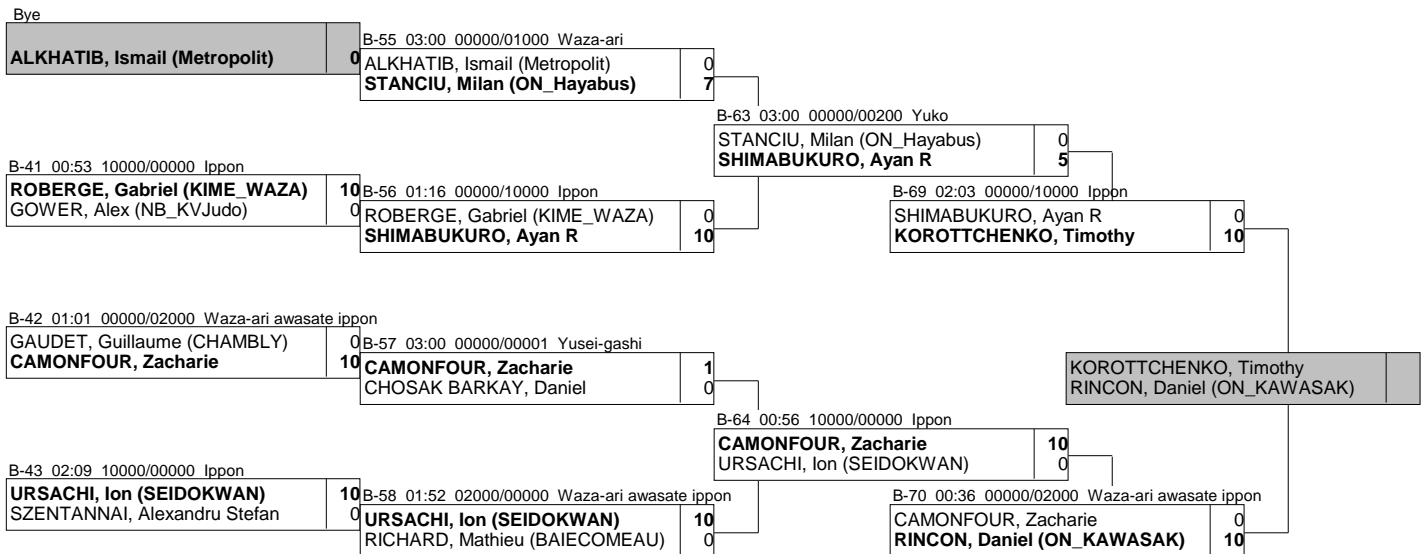 Bye
ALKHATIB, Ismail (Metropolit) 0
B-41 00:53 10000/00000 Ippon
ROBERGE, Gabriel (KIME_WAZA) 10
GOWER, Alex (NB_KVJudo) 0
B-42 01:01 00000/02000 Waza-ari awasate ippon
GAUDET, Guillaume (CHAMBLY) 0
CAMONFOUR, Zacharie 10
B-43 02:09 10000/00000 Ippon
URSACHI, Ion (SEIDOKWAN) 10
SZENTANNAI, Alexandru Stefan 0
B-55 03:00 00000/01000 Waza-ari
ALKHATIB, Ismail (Metropolit) 0
STANCIU, Milan (ON_Hayabus) 7
B-56 01:16 00000/10000 Ippon
ROBERGE, Gabriel (KIME_WAZA) 0
SHIMABUKURO, Ayan R 10
B-57 03:00 00000/00001 Yusei-gashi
CAMONFOUR, Zacharie 1
CHOSAK BARKAY, Daniel 0
B-58 01:52 02000/00000 Waza-ari awasate ippon
URSACHI, Ion (SEIDOKWAN) 10
RICHARD, Mathieu (BAIECOMEAU) 0
B-63 03:00 00000/00200 Yuko
STANCIU, Milan (ON_Hayabus) 0
SHIMABUKURO, Ayan R 5
B-64 00:56 10000/00000 Ippon
CAMONFOUR, Zacharie 10
URSACHI, Ion (SEIDOKWAN) 0
B-69 02:03 00000/10000 Ippon
SHIMABUKURO, Ayan R 0
KOROTTCHENKO, Timothy 10
B-70 00:36 00000/02000 Waza-ari awasate ippon
CAMONFOUR, Zacharie 0
RINCON, Daniel (ON_KAWASAK) 10
KOROTTCHENKO, Timothy
RINCON, Daniel (ON_KAWASAK)